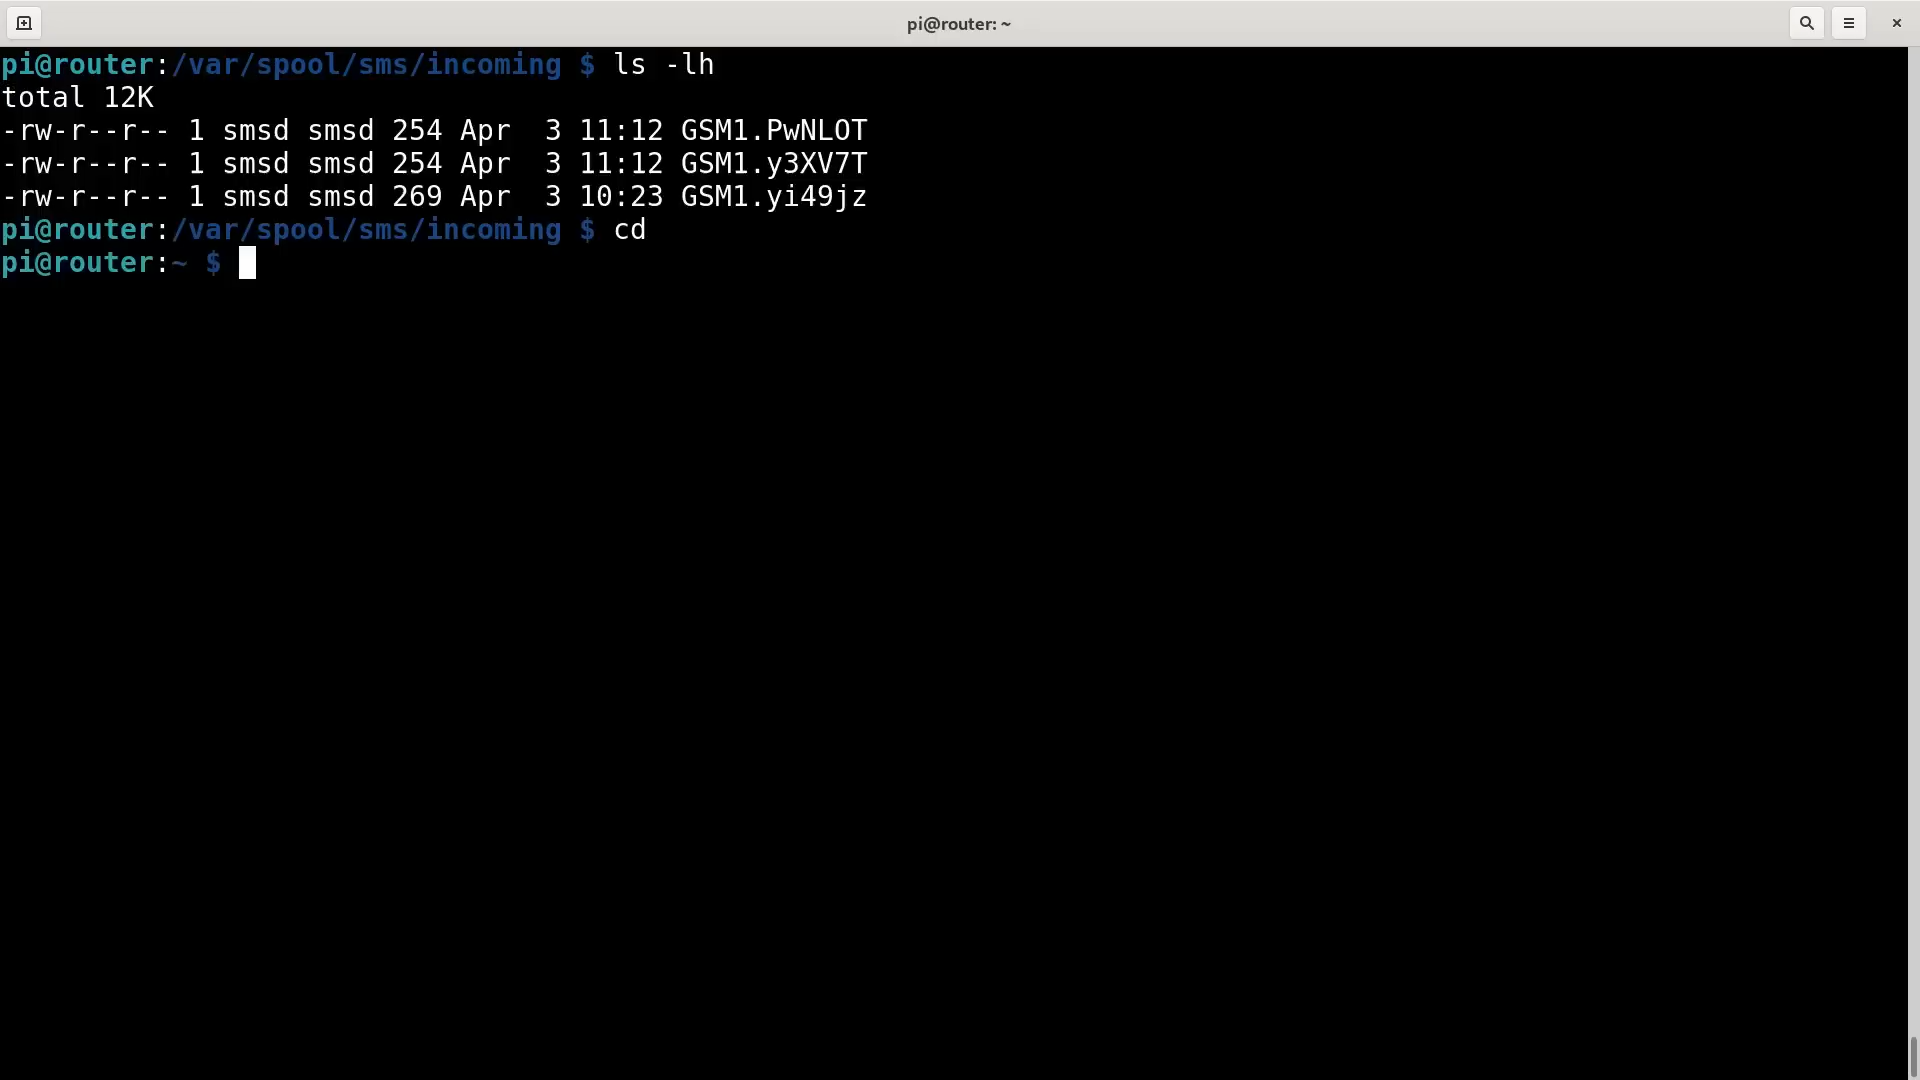 pi@router: ~
pi@router:/var/spool/sms/incoming $ ls -lh
total 12K
-rw-r--r-- 1 smsd smsd 254 Apr  3 11:12 GSM1.PwNLOT
-rw-r--r-- 1 smsd smsd 254 Apr  3 11:12 GSM1.y3XV7T
-rw-r--r-- 1 smsd smsd 269 Apr  3 10:23 GSM1.yi49jz
pi@router:/var/spool/sms/incoming $ cd
pi@router:~ $